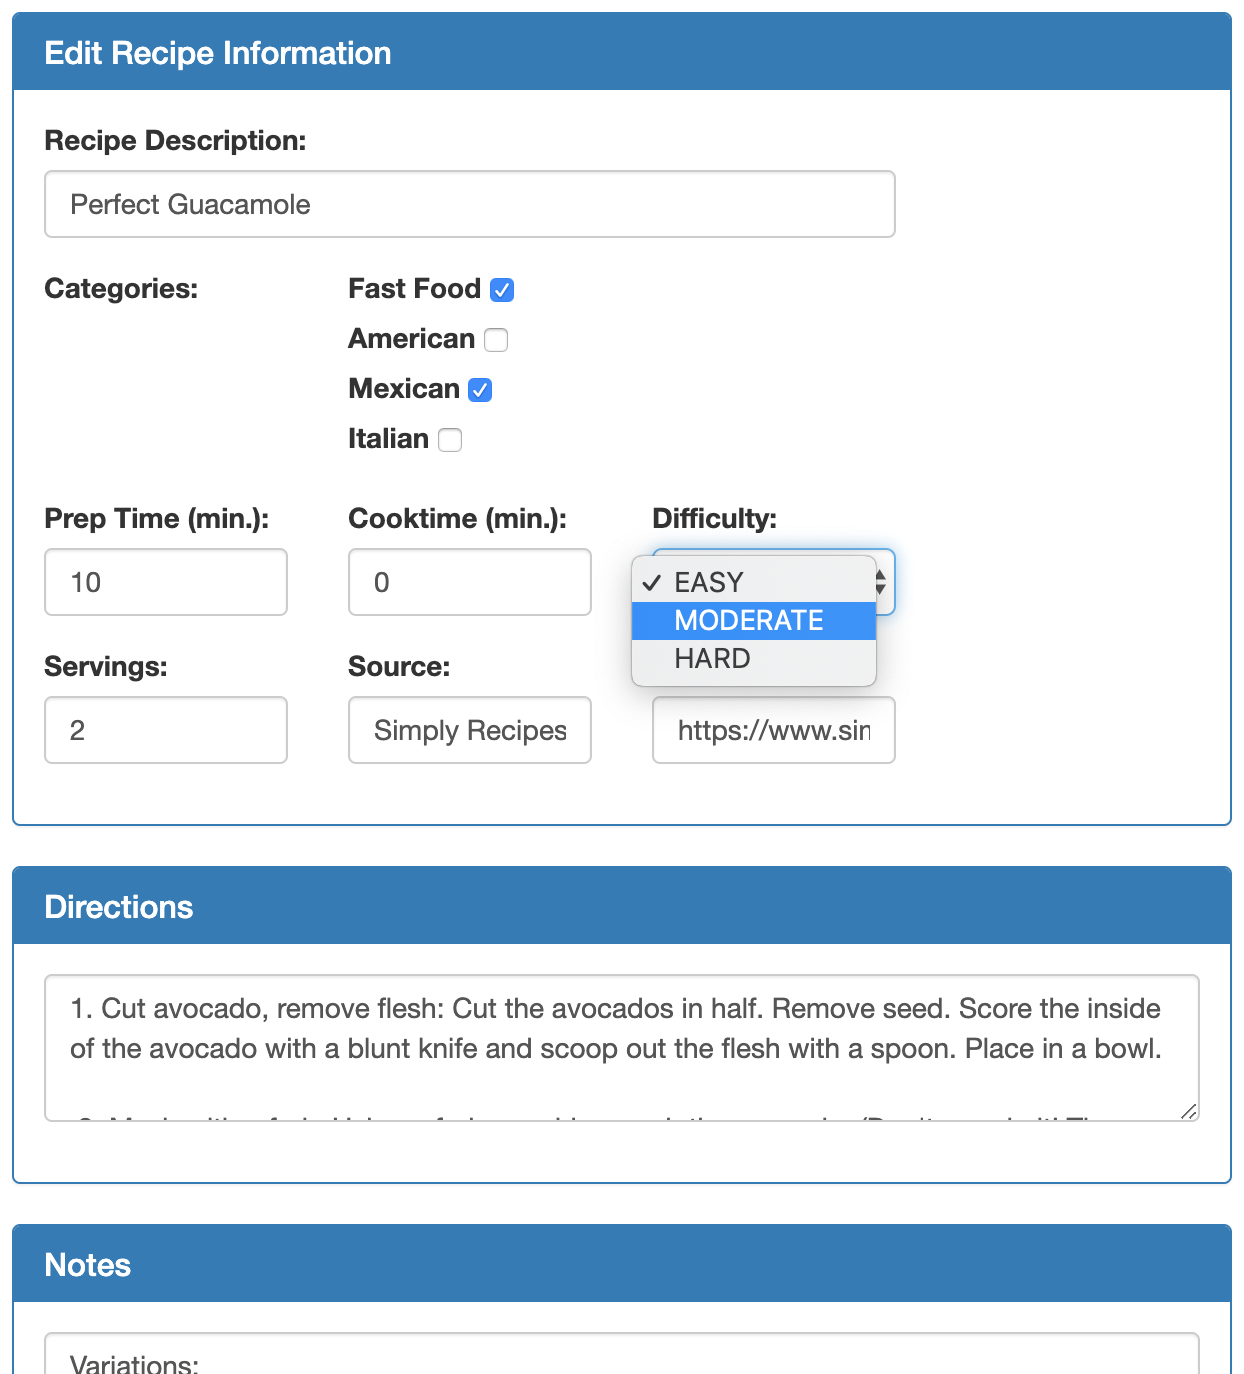 Edit Recipe Information
Recipe Description:
Perfect Guacamole
Categories:
Fast Food
American
Mexican
Italian
Prep Time (min.): Cooktime (min.): Difficulty:
10 0 EASY
MODERATE
HARD
Servings: Source:
2 Simply Recipes https://www.sim
Directions
1. Cut avocado, remove flesh: Cut the avocados in half. Remove seed. Score the inside
of the avocado with a blunt knife and scoop out the flesh with a spoon. Place in a bowl.
Notes
Variations: